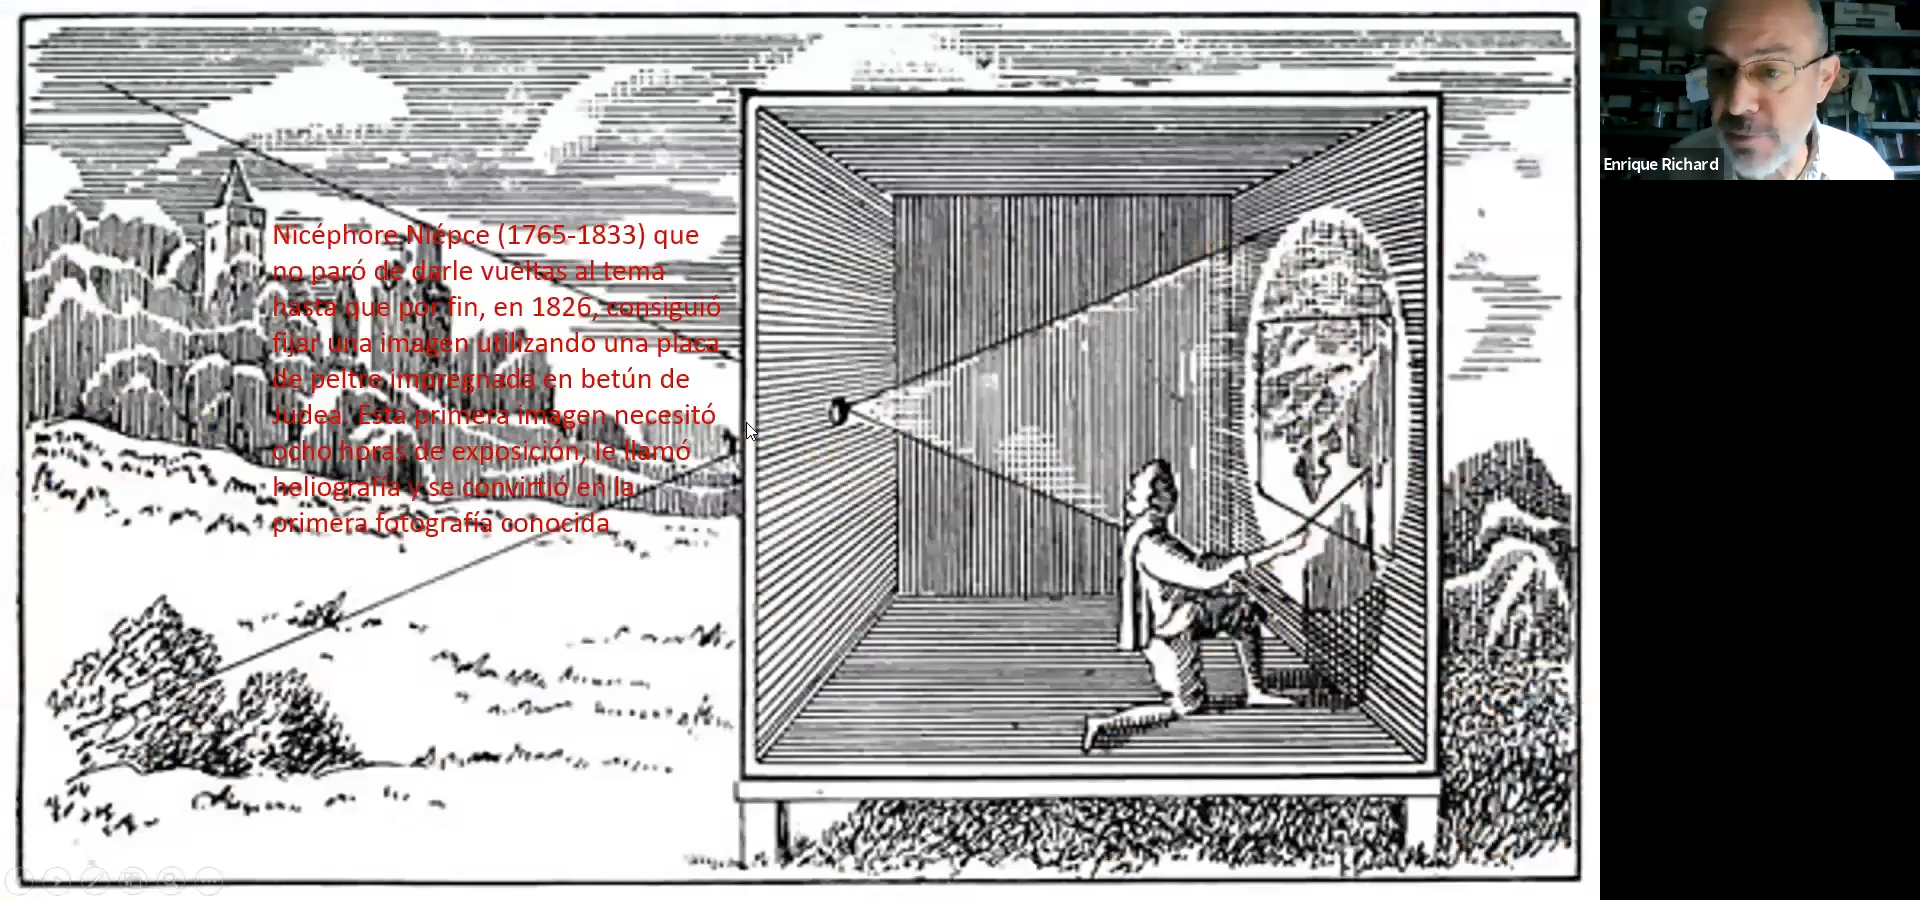 Nicéphore Niépce (1765-1833) que
no paró de darle vueltas al tema
hasta que por fin, en 1826, consiguió
fijar una imagen utilizando una placa
de peltre impregnada en betún de
Judea. Esta primera imagen necesitó
ocho horas de exposición, le llamó
heliografía y se convirtió en la
primera fotografía conocida
Enrique Richard